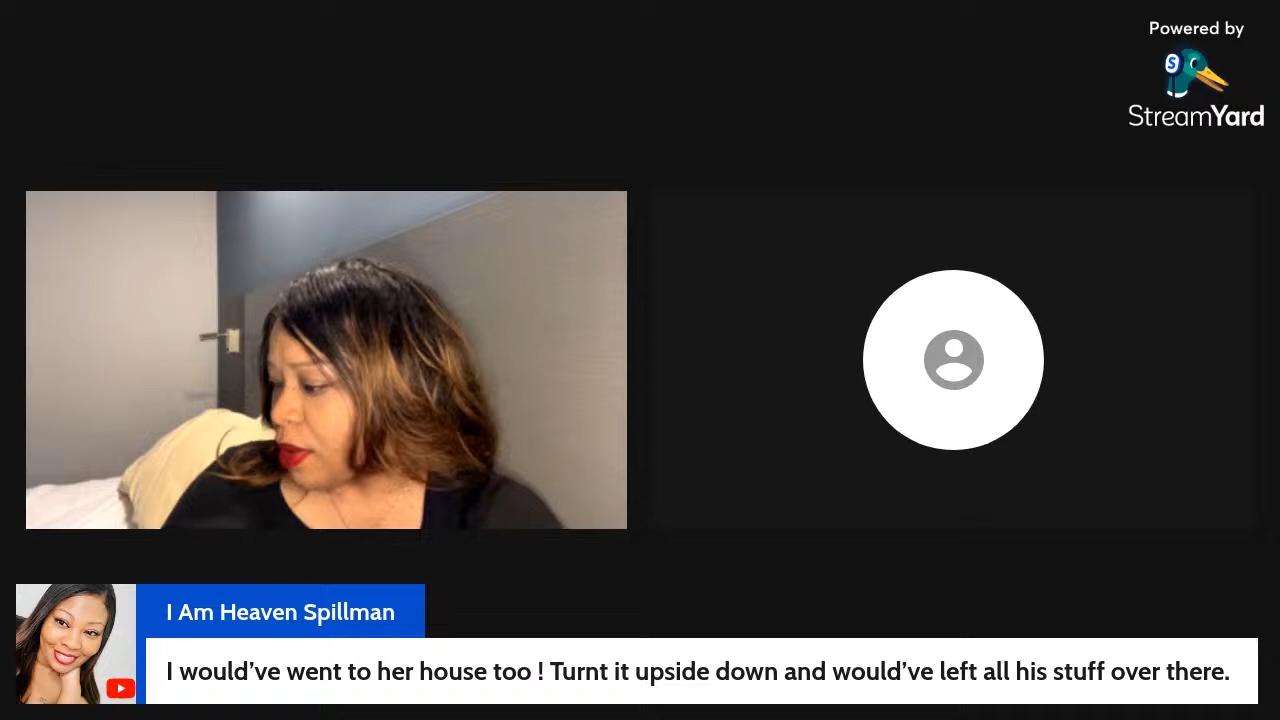 Powered by
S
StreamYard
I Am Heaven Spillman
I would’ve went to her house too ! Turnt it upside down and would’ve left all his stuff over there.